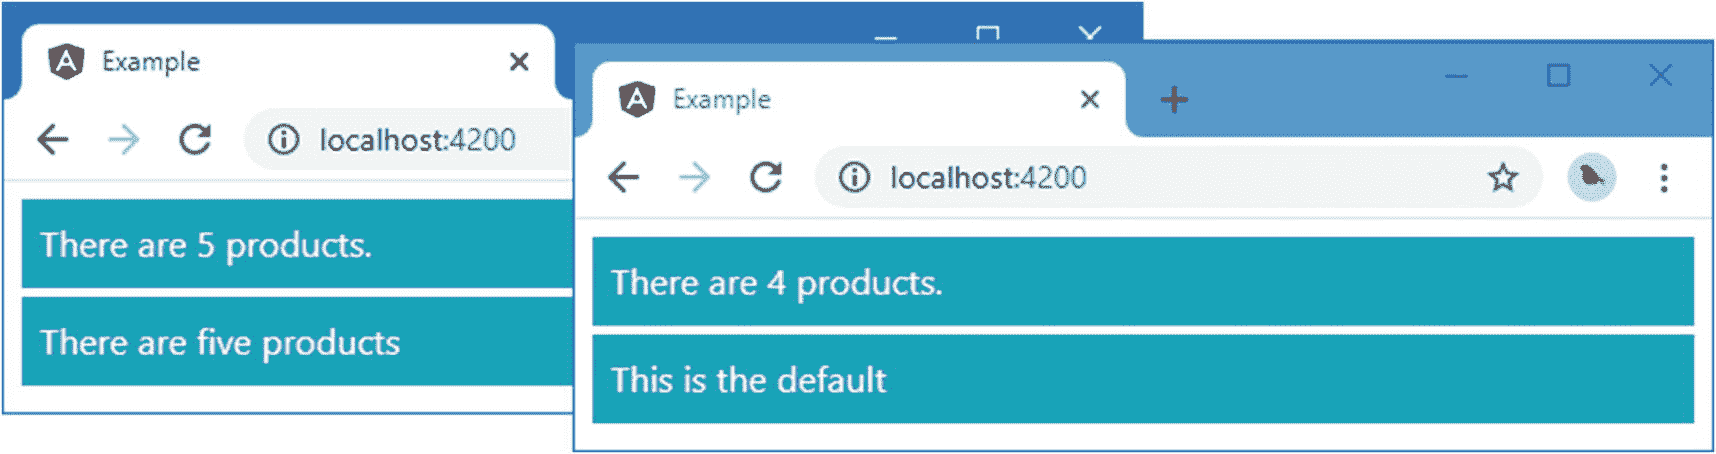 Example
localhost:4200
There are 5 products.
There are five products
Example
localhost:4200
There are 4 products.
This is the default